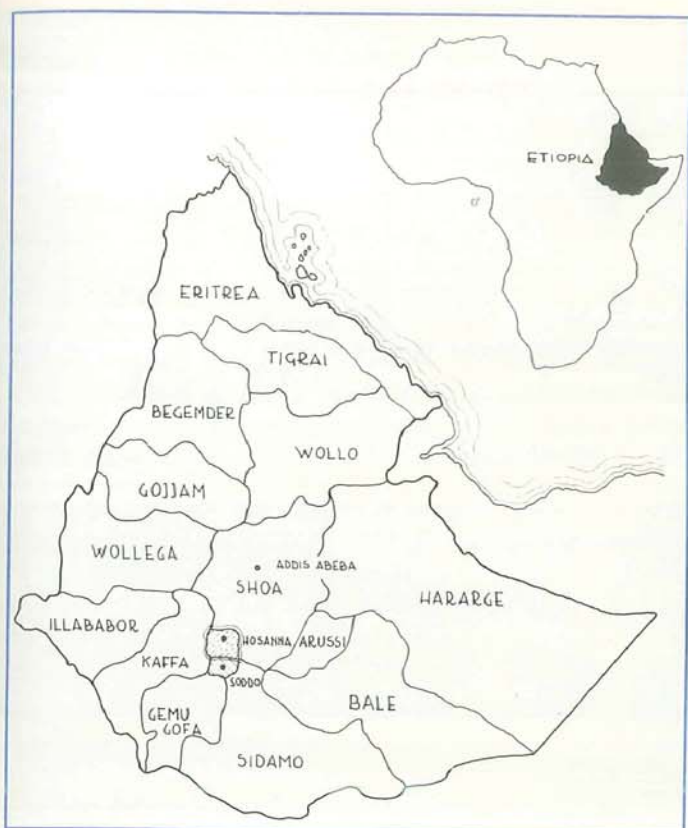 ETIOPIA
ERITREA
TIGRAI
BEGEMDER
WOLLO
GOJJAM
WOLLEGA
ADDIS ABEBA
SHOA
HARARGE
ILLABABOR
HOSANNA
ARUSSI
KAFFA
SODDO
BALE
GEMU
GOFA
SIDAMO